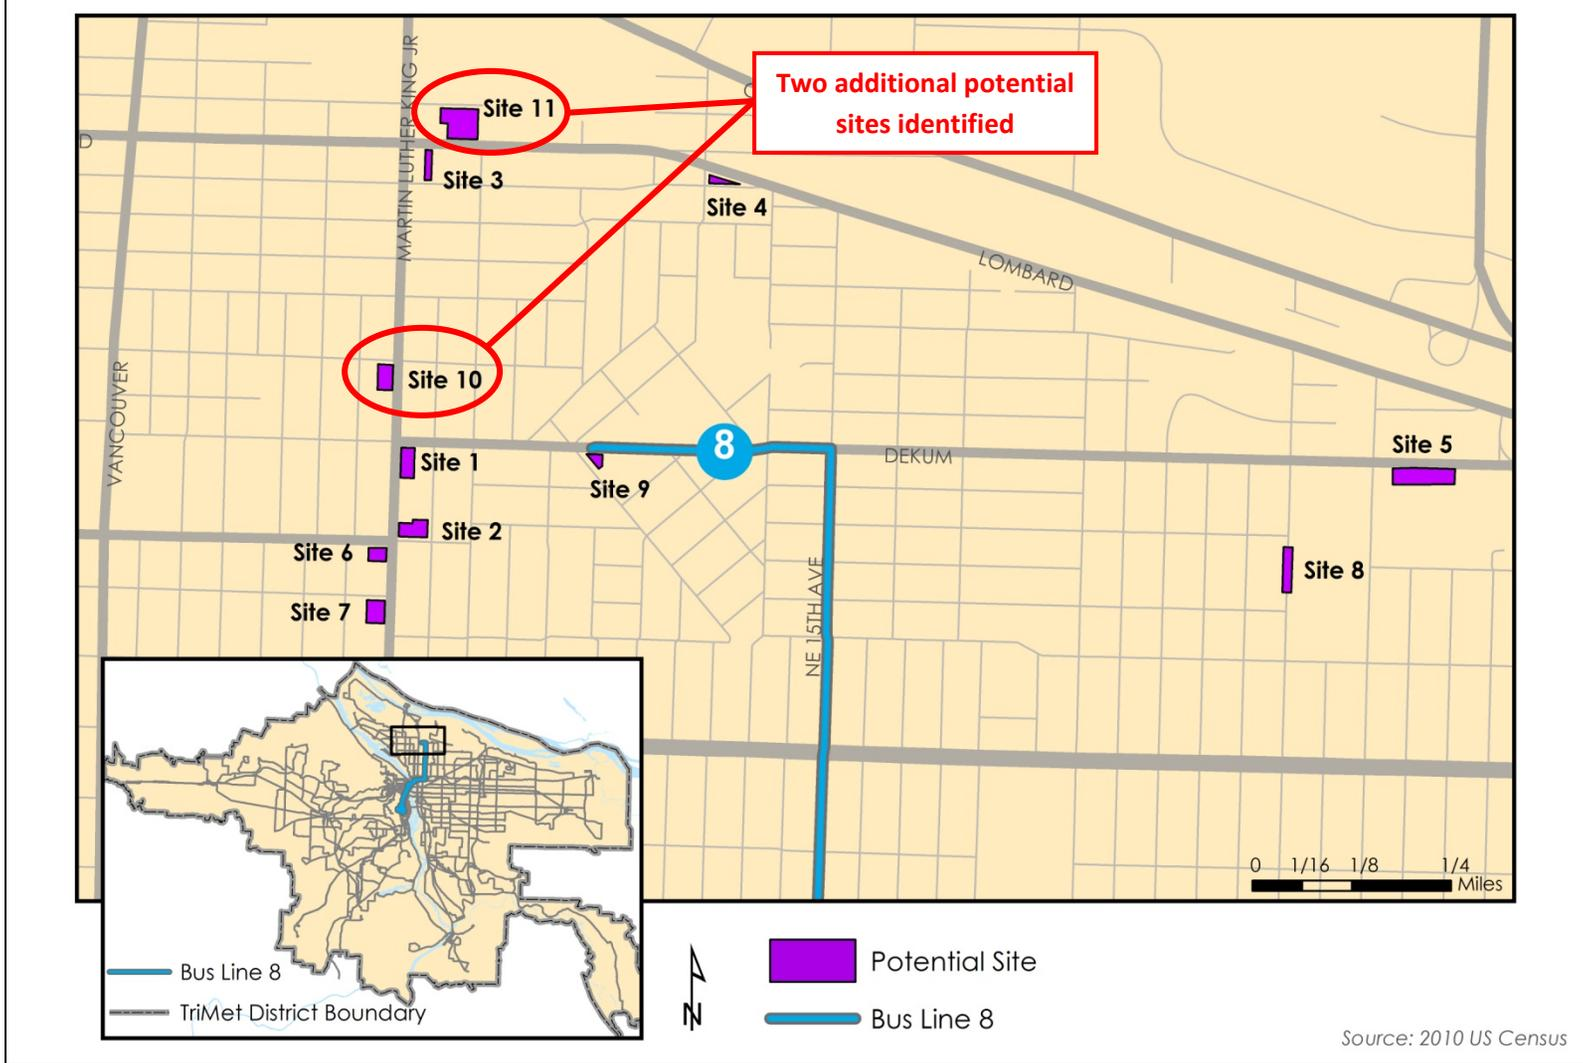 Two additional potential
sites identified
MARTIN LUTHER KING JR
Site 11
D
Site 3
Site 4
LOMBARD
VANCOUVER
Site 10
8
DEKUM
Site 5
Site 1
Site 9
Site 2
Site 6
Site 8
Site 7
NE 15TH AVE
0 1/16 1/8 1/4
Miles
Bus Line 8
TriMet District Boundary
N
Potential Site
Bus Line 8
Source: 2010 US Census